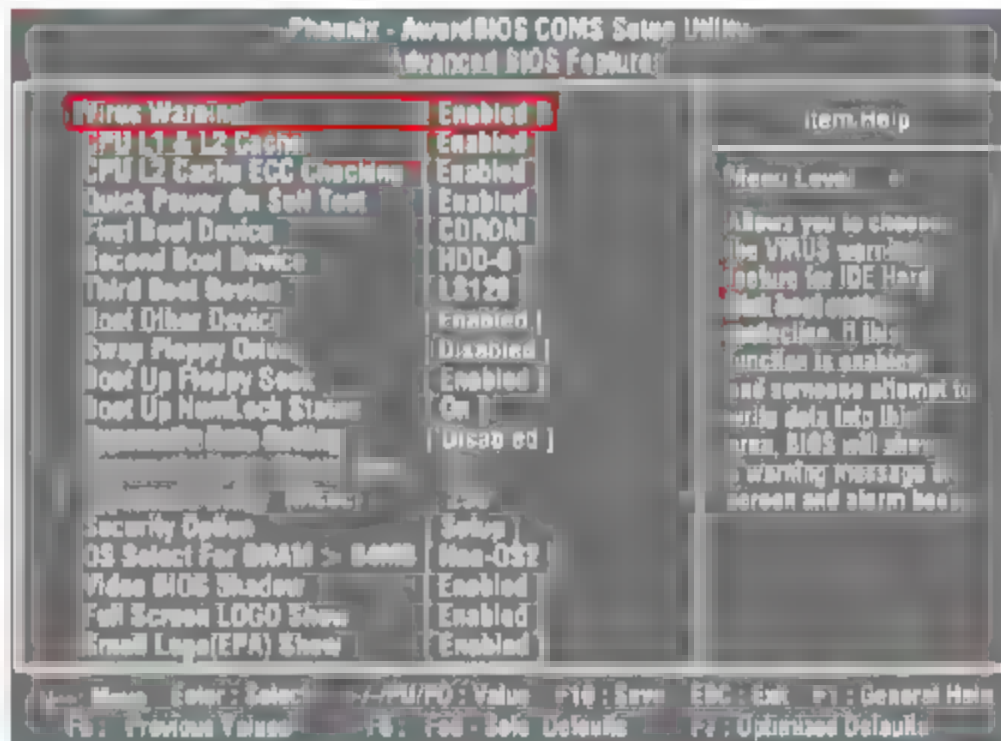 Phoenix - AwardBIOS COMS Setup Utility
Advanced BIOS Features
Virus Warning [ Enabled ]
CPU L1 & L2 Cache [ Enabled ]
CPU L2 Cache ECC Checking [ Enabled ]
Quick Power On Self Test [ Enabled ]
First Boot Device [ CDROM ]
Second Boot Device [ HDD-0 ]
Third Boot Device [ LS120 ]
Boot Other Device [ Enabled ]
Swap Floppy Drive [ Disabled ]
Boot Up Floppy Seek [ Enabled ]
Boot Up NumLock Status [ On ]
[ Disabled ]
Security Option [ Setup ]
OS Select For DRAM > 64MB [ Non-OS2 ]
Video BIOS Shadow [ Enabled ]
Full Screen LOGO Show [ Enabled ]
Small Logo(EPA) Show [ Enabled ]
Item Help
Menu Level
Allows you to choose
the VIRUS warning
feature for IDE Hard
protection. If this
function is enabled
and someone attempt to
write data into this
area, BIOS will show
a warning message on
screen and alarm beep
Move Enter : Select +/-/PU/PD : Value F10 : Save ESC : Exit F1 : General Help
F5 : Previous Values F6 : Fail - Safe Defaults F7 : Optimized Defaults